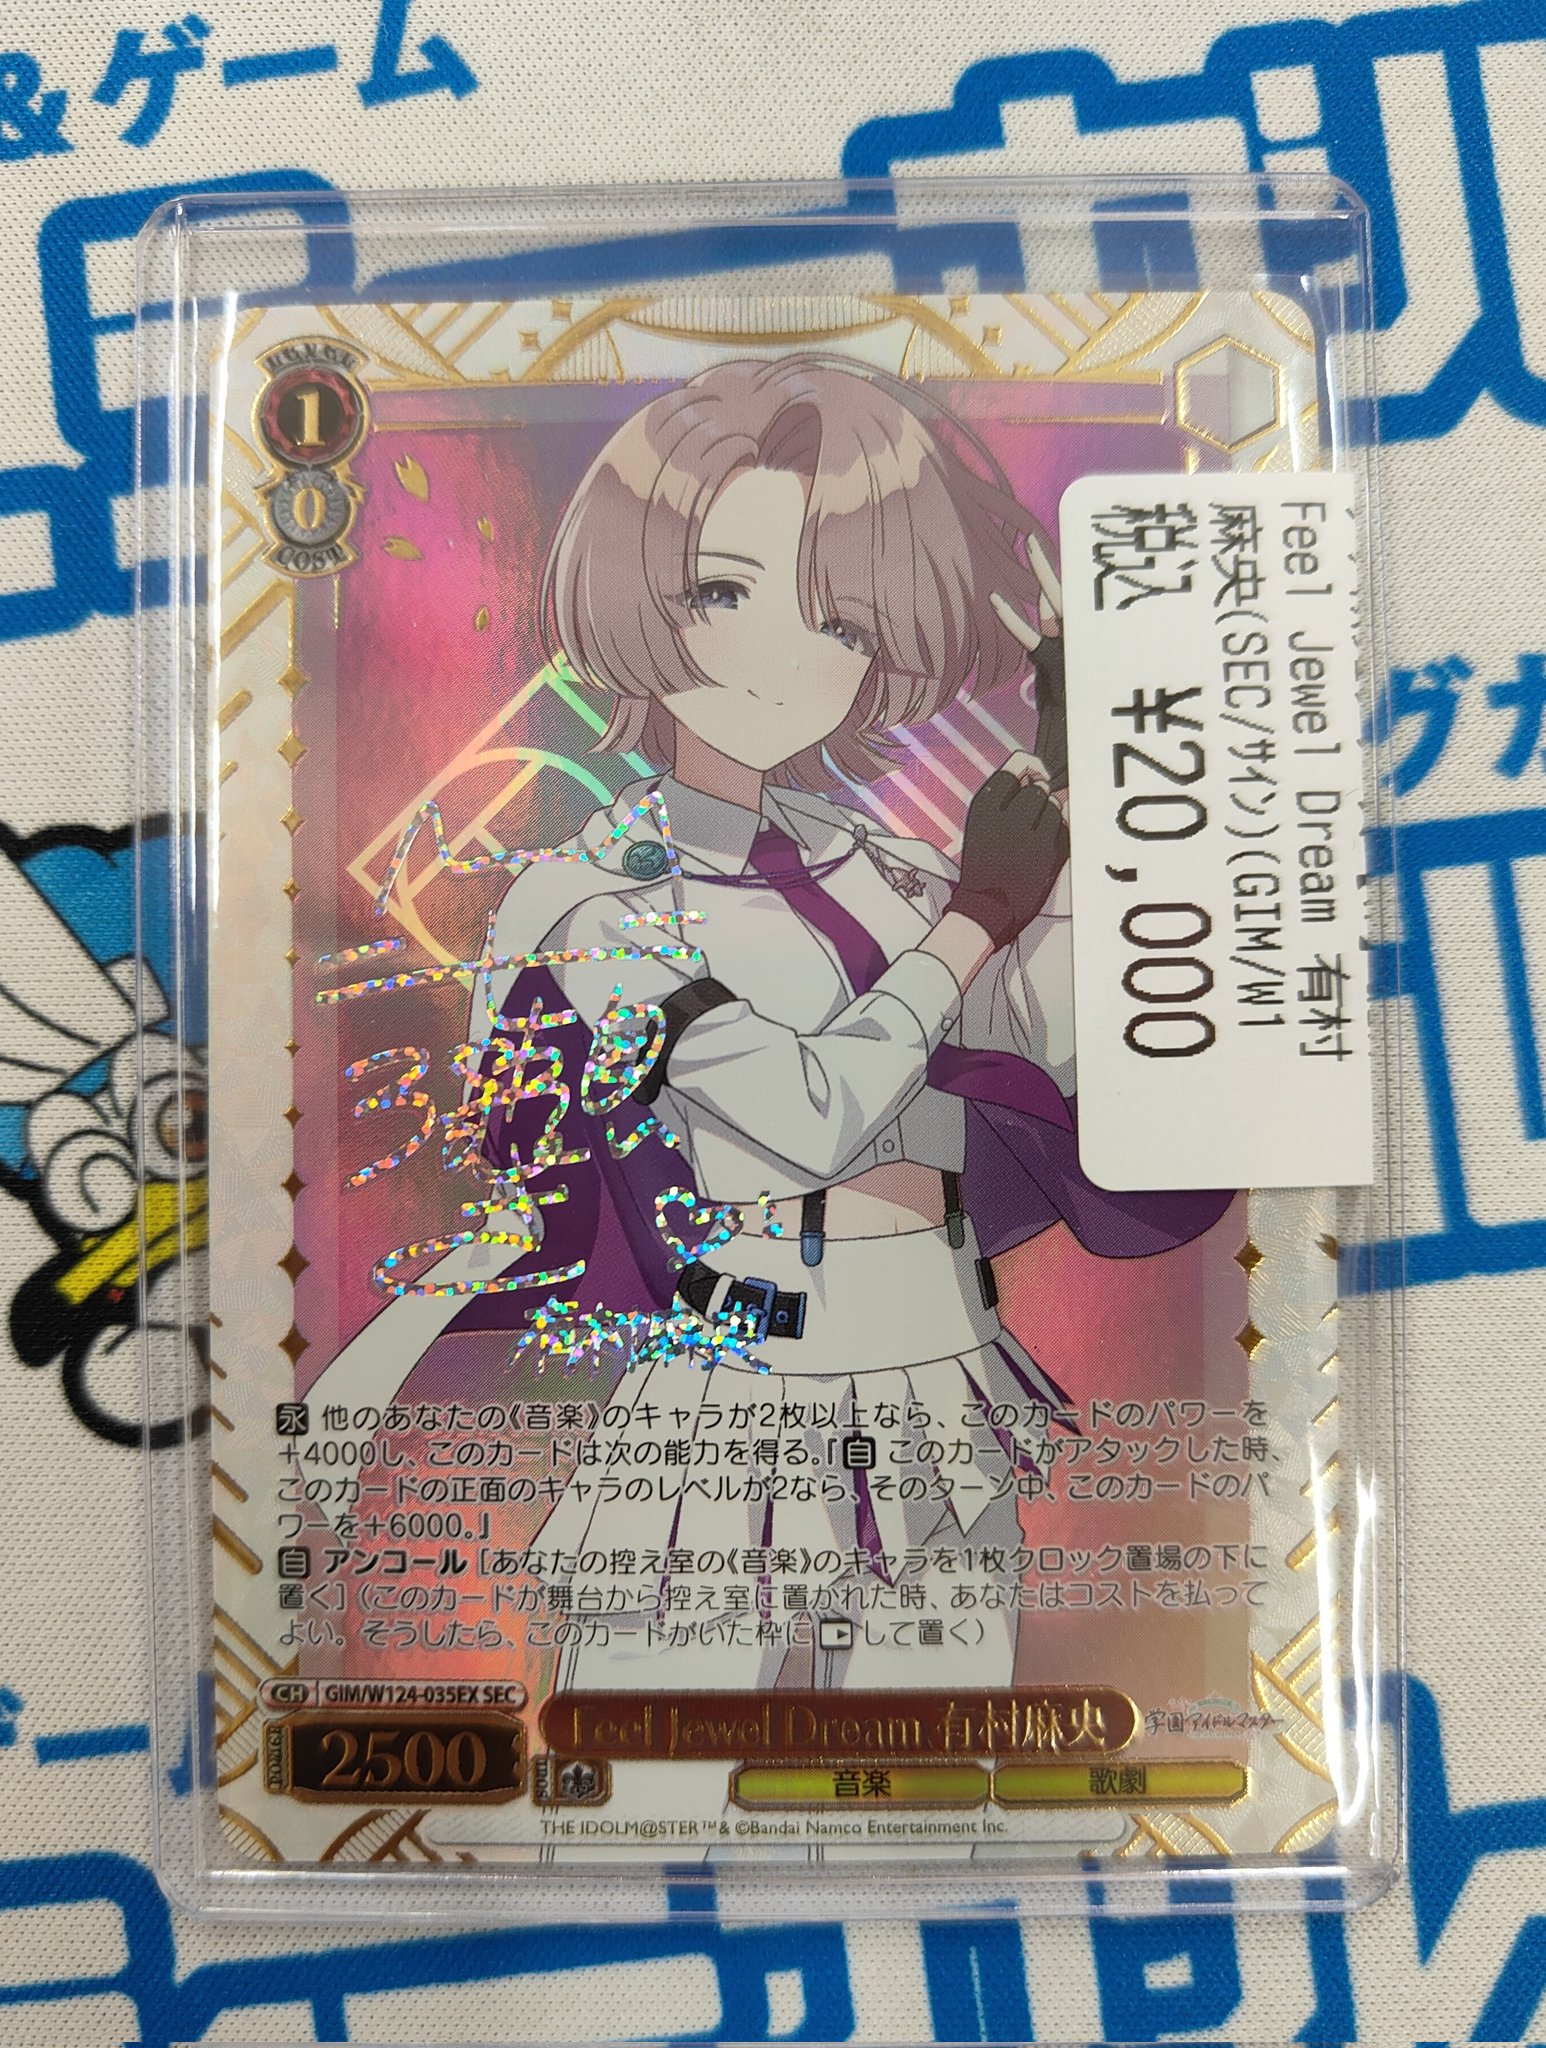 &ゲーム
LEVEL
1
0
COST
Feel Jewel Dream 有村
麻央(SEC/サイン)(GIM/W1
税込 ¥20,000
永 他のあなたの《音楽》のキャラが2枚以上なら、このカードのパワーを
+4000し、このカードは次の能力を得る。『自 このカードがアタックした時、
このカードの正面のキャラのレベルが2なら、そのターン中、このカードのパ
ワーを+6000。』
自 アンコール [あなたの控え室の《音楽》のキャラを1枚クロック置場の下に
置く] (このカードが舞台から控え室に置かれた時、あなたはコストを払って
よい。そうしたら、このカードがいた枠に して置く)
CH GIM/W124-035EX SEC
Feel Jewel Dream 有村麻央
学園アイドルマスター
POWER 2500
SOUL
音楽 歌劇
THE IDOLM@STER™& ©Bandai Namco Entertainment Inc.